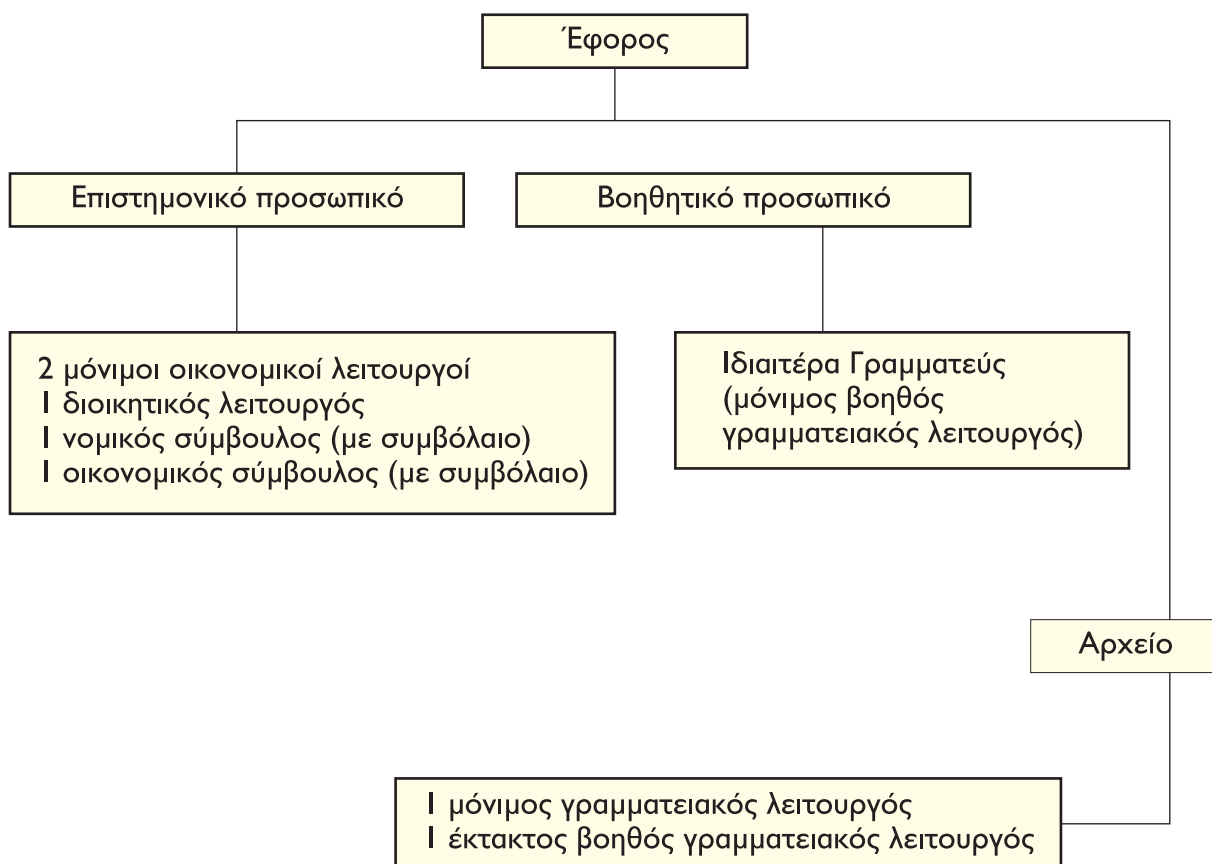 Έφορος
Επιστημονικό προσωπικό
Βοηθητικό προσωπικό
2 μόνιμοι οικονομικοί λειτουργοί
1 διοικητικός λειτουργός
1 νομικός σύμβουλος (με συμβόλαιο)
1 οικονομικός σύμβουλος (με συμβόλαιο)
Ιδιαιτέρα Γραμματεύς
(μόνιμος βοηθός
γραμματειακός λειτουργός)
Αρχείο
1 μόνιμος γραμματειακός λειτουργός
1 έκτακτος βοηθός γραμματειακός λειτουργός